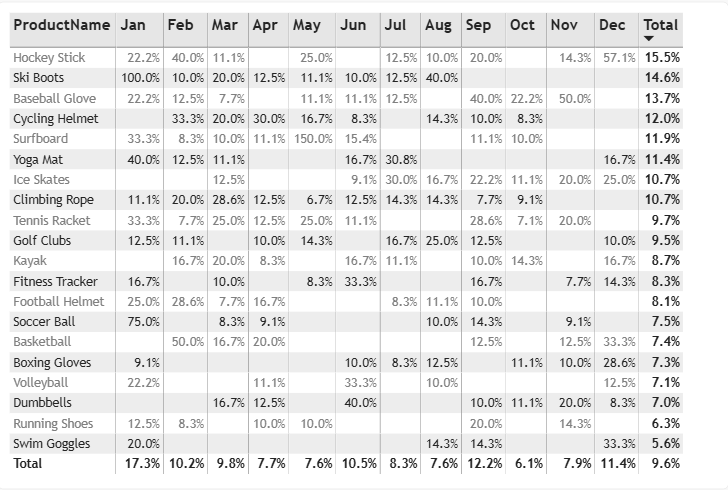 ProductName Jan Feb Mar Apr May Jun Jul Aug Sep Oct Nov Dec Total
Hockey Stick 22.2% 40.0% 11.1% 25.0% 12.5% 10.0% 20.0% 14.3% 57.1% 15.5%
Ski Boots 100.0% 10.0% 20.0% 12.5% 11.1% 10.0% 12.5% 40.0% 14.6%
Baseball Glove 22.2% 12.5% 7.7% 11.1% 11.1% 12.5% 40.0% 22.2% 50.0% 13.7%
Cycling Helmet 33.3% 20.0% 30.0% 16.7% 8.3% 14.3% 10.0% 8.3% 12.0%
Surfboard 33.3% 8.3% 10.0% 11.1% 150.0% 15.4% 11.1% 10.0% 11.9%
Yoga Mat 40.0% 12.5% 11.1% 16.7% 30.8% 16.7% 11.4%
Ice Skates 12.5% 9.1% 30.0% 16.7% 22.2% 11.1% 20.0% 25.0% 10.7%
Climbing Rope 11.1% 20.0% 28.6% 12.5% 6.7% 12.5% 14.3% 14.3% 7.7% 9.1% 10.7%
Tennis Racket 33.3% 7.7% 25.0% 12.5% 25.0% 11.1% 28.6% 7.1% 20.0% 9.7%
Golf Clubs 12.5% 11.1% 10.0% 14.3% 16.7% 25.0% 12.5% 10.0% 9.5%
Kayak 16.7% 20.0% 8.3% 16.7% 11.1% 10.0% 14.3% 16.7% 8.7%
Fitness Tracker 16.7% 10.0% 8.3% 33.3% 16.7% 7.7% 14.3% 8.3%
Football Helmet 25.0% 28.6% 7.7% 16.7% 8.3% 11.1% 10.0% 8.1%
Soccer Ball 75.0% 8.3% 9.1% 10.0% 14.3% 9.1% 7.5%
Basketball 50.0% 16.7% 20.0% 12.5% 12.5% 33.3% 7.4%
Boxing Gloves 9.1% 10.0% 8.3% 12.5% 11.1% 10.0% 28.6% 7.3%
Volleyball 22.2% 11.1% 33.3% 10.0% 12.5% 7.1%
Dumbbells 16.7% 12.5% 40.0% 10.0% 11.1% 20.0% 8.3% 7.0%
Running Shoes 12.5% 8.3% 10.0% 10.0% 20.0% 14.3% 6.3%
Swim Goggles 20.0% 14.3% 14.3% 33.3% 5.6%
Total 17.3% 10.2% 9.8% 7.7% 7.6% 10.5% 8.3% 7.6% 12.2% 6.1% 7.9% 11.4% 9.6%